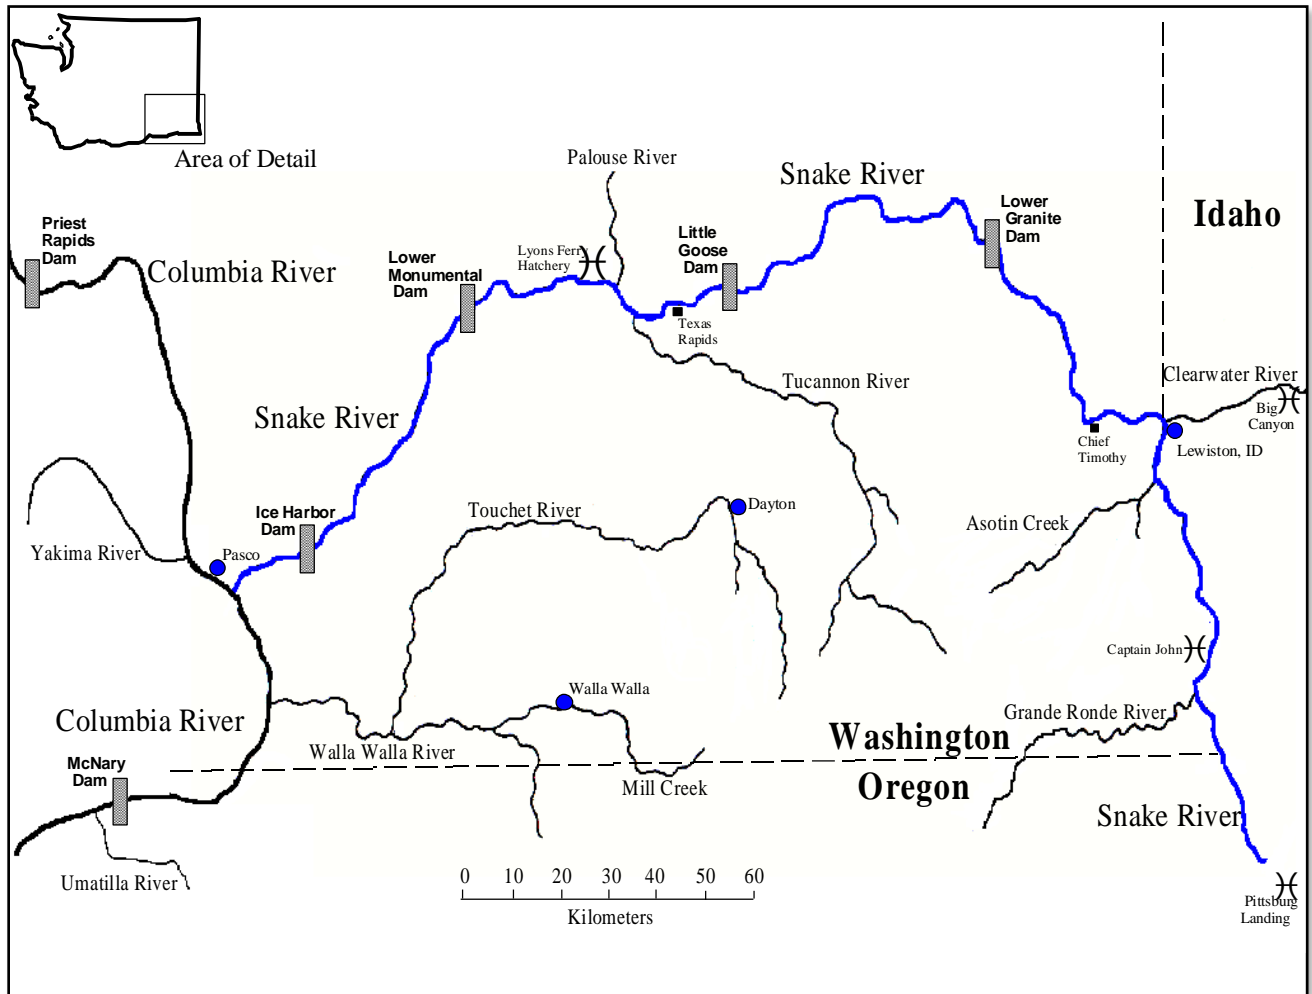 Area of Detail
Palouse River
Snake River
Lower
Granite
Dam
Idaho
Priest
Rapids
Dam
Columbia River
Lower
Monumental
Dam
Lyons Ferry
Hatchery
Little
Goose
Dam
Texas
Rapids
Tucannon River
Clearwater River
Big
Canyon
Snake River
Chief
Timothy
Lewiston, ID
Ice Harbor
Dam
Touchet River
Dayton
Asotin Creek
Yakima River
Pasco
Captain John
Walla Walla
Columbia River
Grande Ronde River
Walla Walla River
Washington
McNary
Dam
Mill Creek
Oregon
Snake River
Umatilla River
0 10 20 30 40 50 60
Kilometers
Pittsburg
Landing